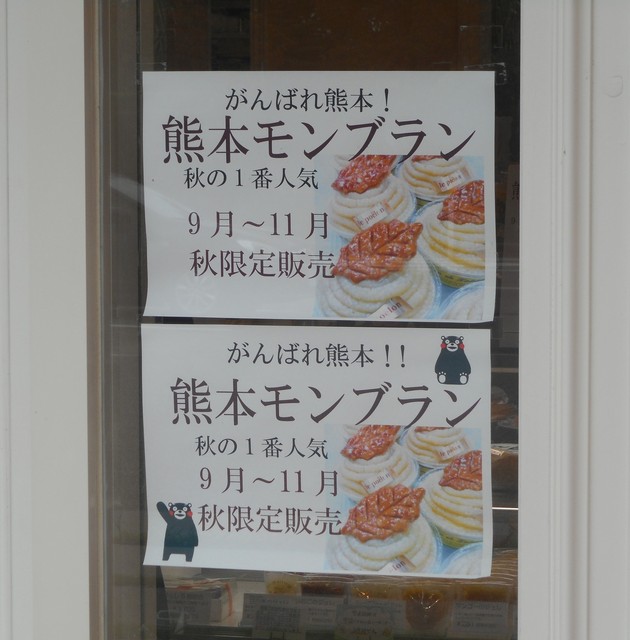 がんばれ熊本！
熊本モンブラン
秋の1番人気
9月～11月
秋限定販売
がんばれ熊本！！
熊本モンブラン
秋の1番人気
9月～11月
秋限定販売